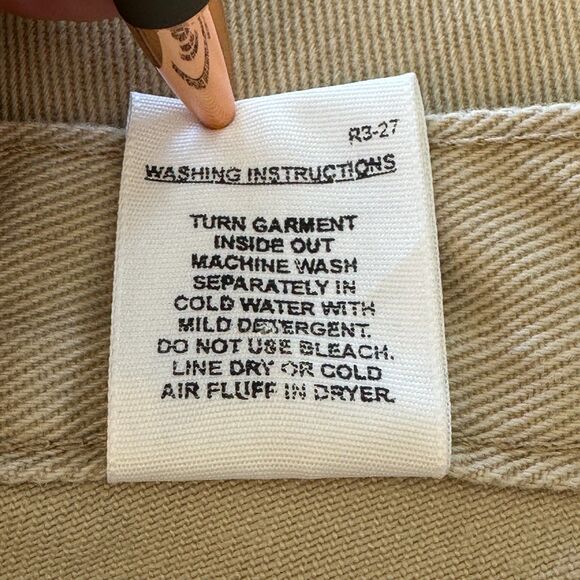 R3-27
WASHING INSTRUCTIONS
TURN GARMENT
INSIDE OUT
MACHINE WASH
SEPARATELY IN
COLD WATER WITH
MILD DETERGENT.
DO NOT USE BLEACH.
LINE DRY OR COLD
AIR FLUFF IN DRYER.